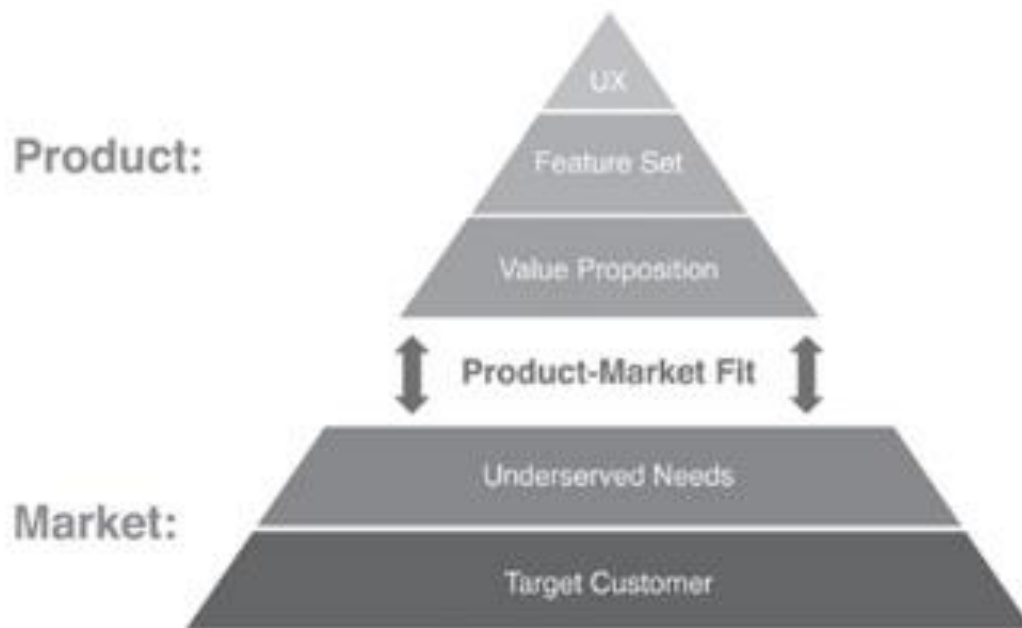 UX
Product:
Feature Set
Value Proposition
Product-Market Fit
Underserved Needs
Market:
Target Customer